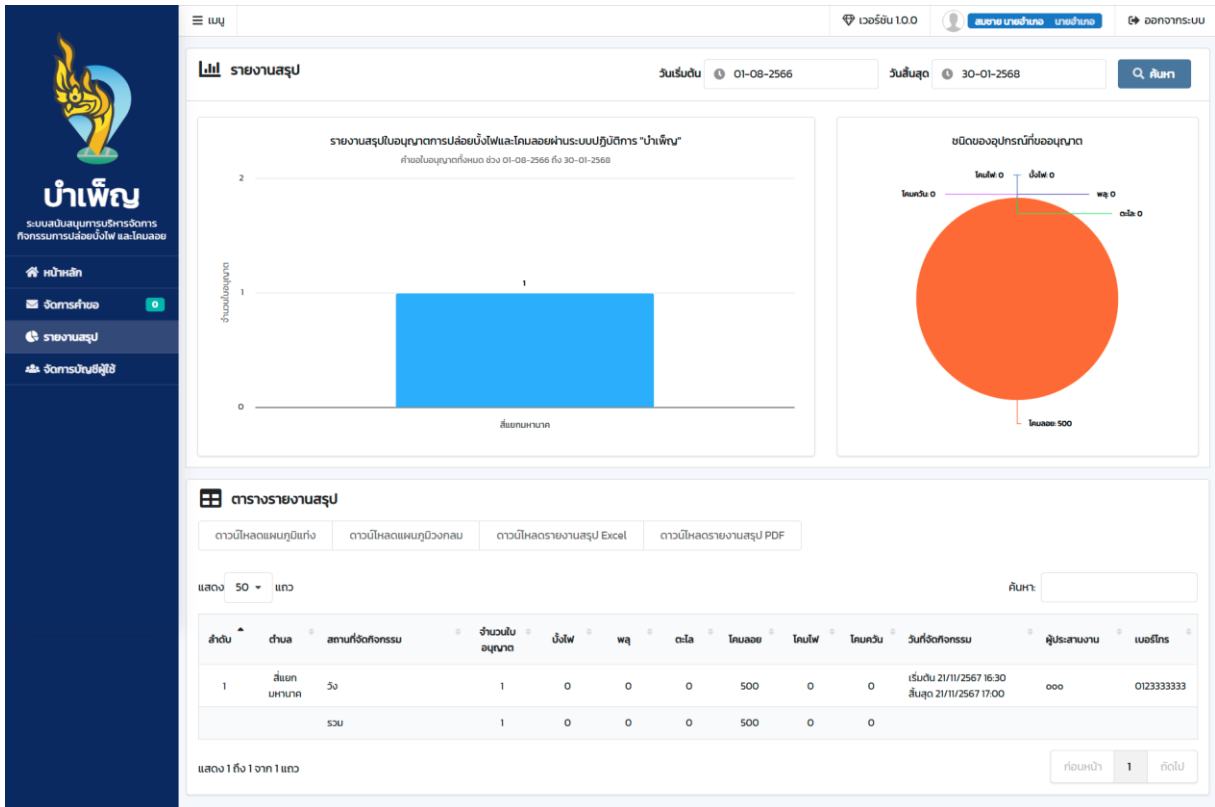 เมนู
เวอร์ชัน 1.0.0
สมชาย นายอำเภอ นายอำเภอ
ออกจากระบบ
บำเพ็ญ
ระบบสนับสนุนการบริหารจัดการ
กิจกรรมการปล่อยบั้งไฟ และโคมลอย
หน้าหลัก
จัดการคำขอ 0
รายงานสรุป
จัดการบัญชีผู้ใช้
รายงานสรุป
วันเริ่มต้น 01-08-2566
วันสิ้นสุด 30-01-2568
ค้นหา
รายงานสรุปใบอนุญาตการปล่อยบั้งไฟและโคมลอยผ่านระบบปฏิบัติการ "บำเพ็ญ"
คำขอใบอนุญาตทั้งหมด ช่วง 01-08-2566 ถึง 30-01-2568
จำนวนใบอนุญาต
2
1
0
1
สี่แยกมหานาค
ชนิดของอุปกรณ์ที่ขออนุญาต
โคมไฟ: 0
บั้งไฟ: 0
โคมควัน: 0
พลุ: 0
ตะไล: 0
โคมลอย: 500
ตารางรายงานสรุป
ดาวน์โหลดแผนภูมิแท่ง
ดาวน์โหลดแผนภูมิวงกลม
ดาวน์โหลดรายงานสรุป Excel
ดาวน์โหลดรายงานสรุป PDF
แสดง 50 แถว
ค้นหา:
ลำดับ ตำบล สถานที่จัดกิจกรรม จำนวนใบอนุญาต บั้งไฟ พลุ ตะไล โคมลอย โคมไฟ โคมควัน วันที่จัดกิจกรรม ผู้ประสานงาน เบอร์โทร
1 สี่แยกมหานาค วัง 1 0 0 0 500 0 0 เริ่มต้น 21/11/2567 16:30 สิ้นสุด 21/11/2567 17:00 ooo 0123333333
รวม 1 0 0 0 500 0 0
แสดง 1 ถึง 1 จาก 1 แถว
ก่อนหน้า 1 ถัดไป